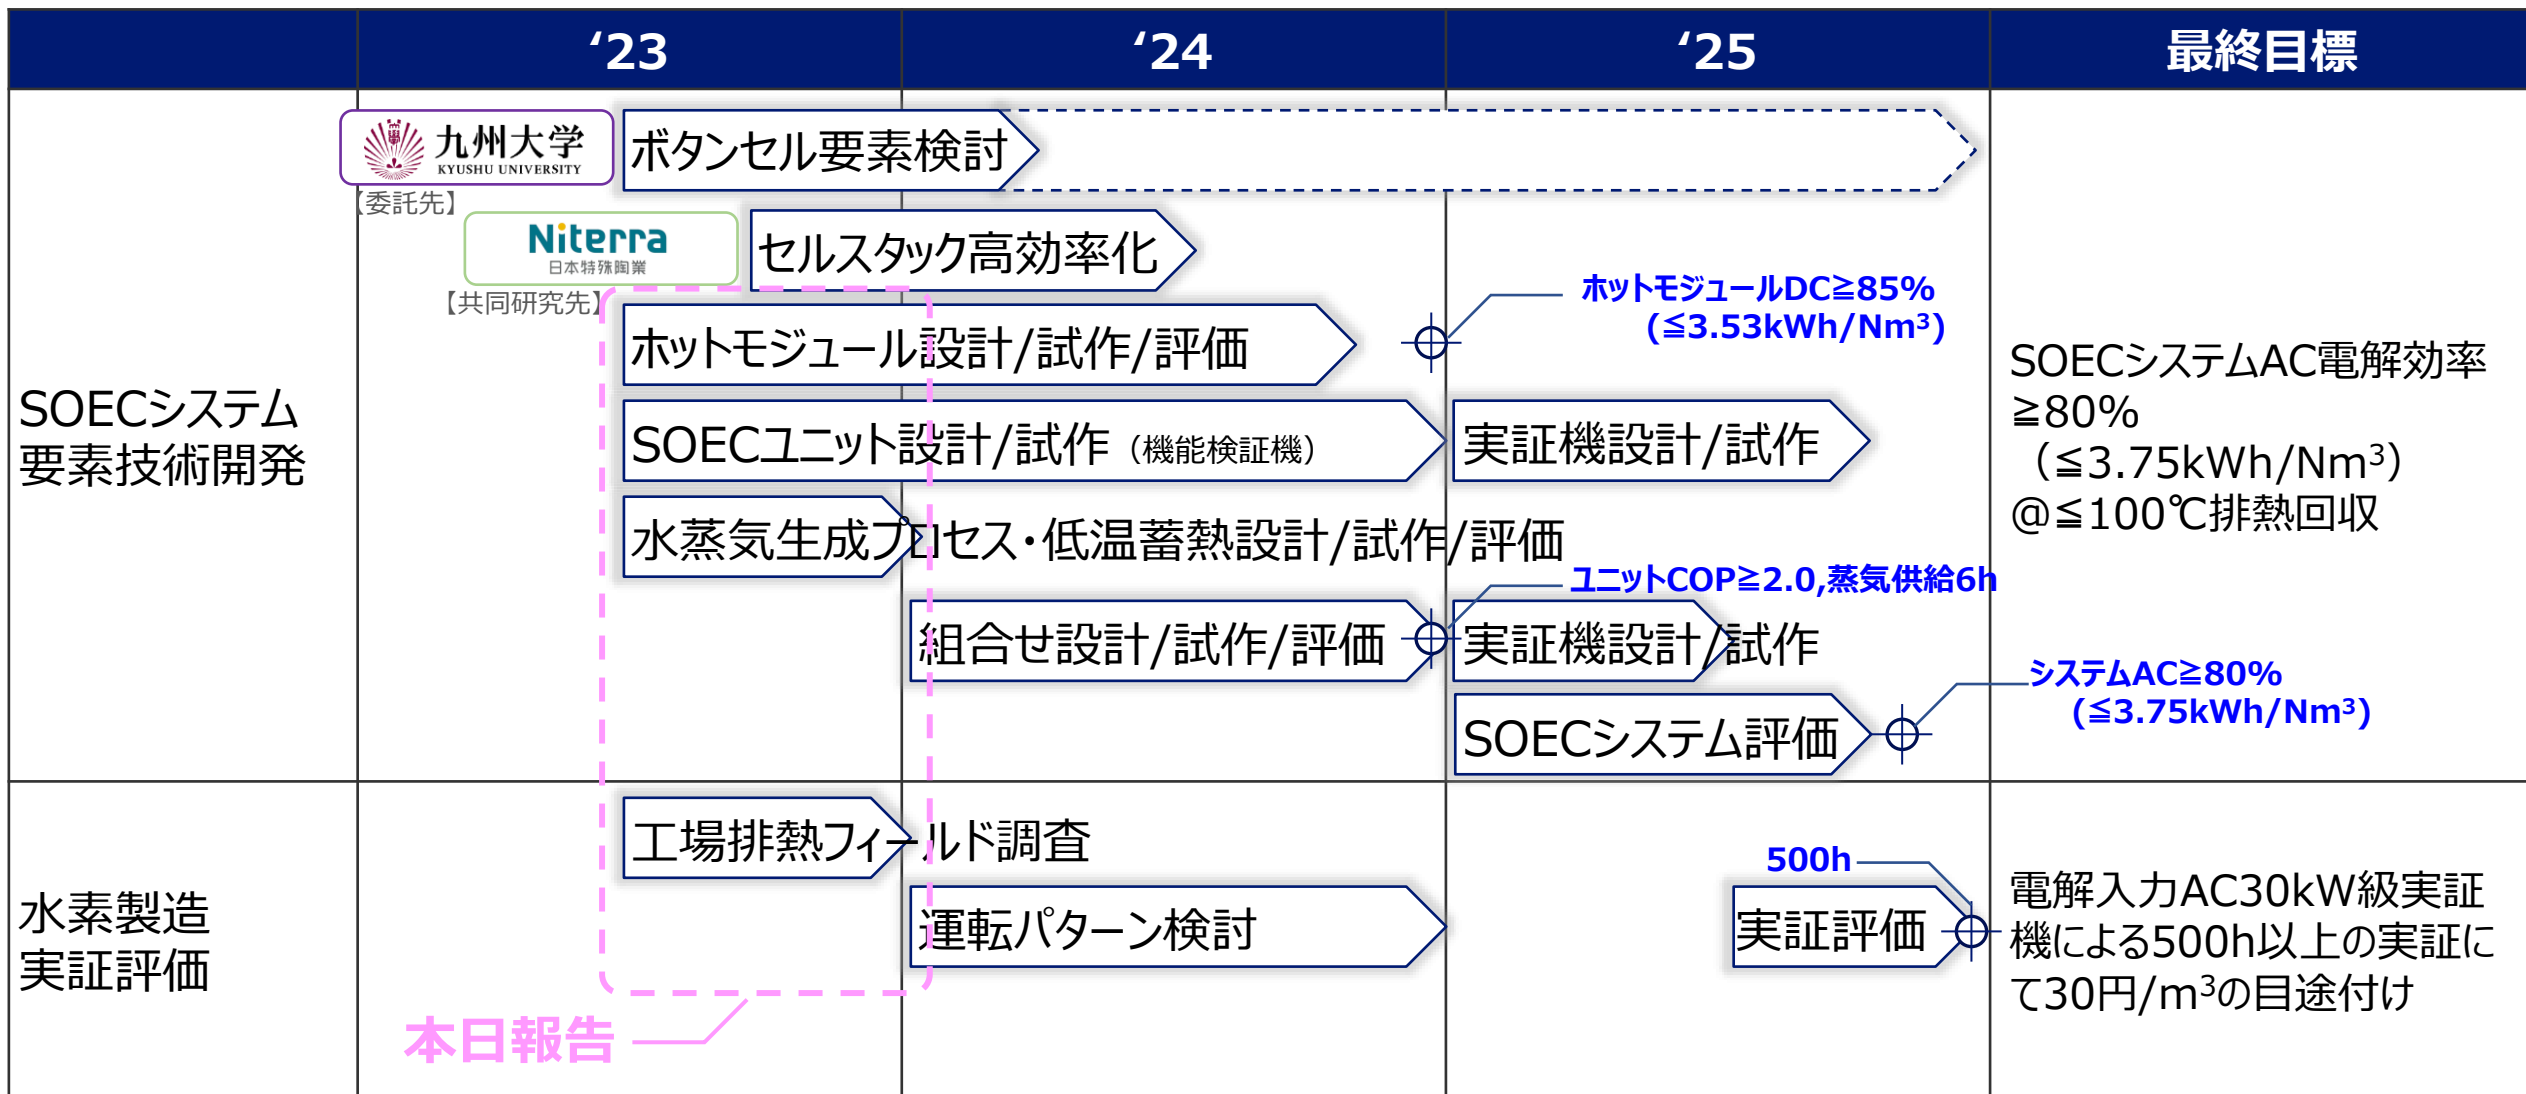 ‘23
‘24
‘25
最終目標
九州大学
KYUSHU UNIVERSITY
【委託先】
ボタンセル要素検討
Niterra
日本特殊陶業
【共同研究先】
セルスタック高効率化
SOECシステム
要素技術開発
ホットモジュール設計/試作/評価
ホットモジュールDC≧85%
(≦3.53kWh/Nm³)
SOECユニット設計/試作（機能検証機）
実証機設計/試作
水蒸気生成プロセス・低温蓄熱設計/試作/評価
ユニットCOP≧2.0,蒸気供給6h
組合せ設計/試作/評価
実証機設計/試作
SOECシステム評価
システムAC≧80%
(≦3.75kWh/Nm³)
SOECシステムAC電解効率
≧80%
（≦3.75kWh/Nm³）
@≦100℃排熱回収
水素製造
実証評価
工場排熱フィールド調査
運転パターン検討
500h
実証評価
電解入力AC30kW級実証
機による500h以上の実証に
て30円/m³の目途付け
本日報告